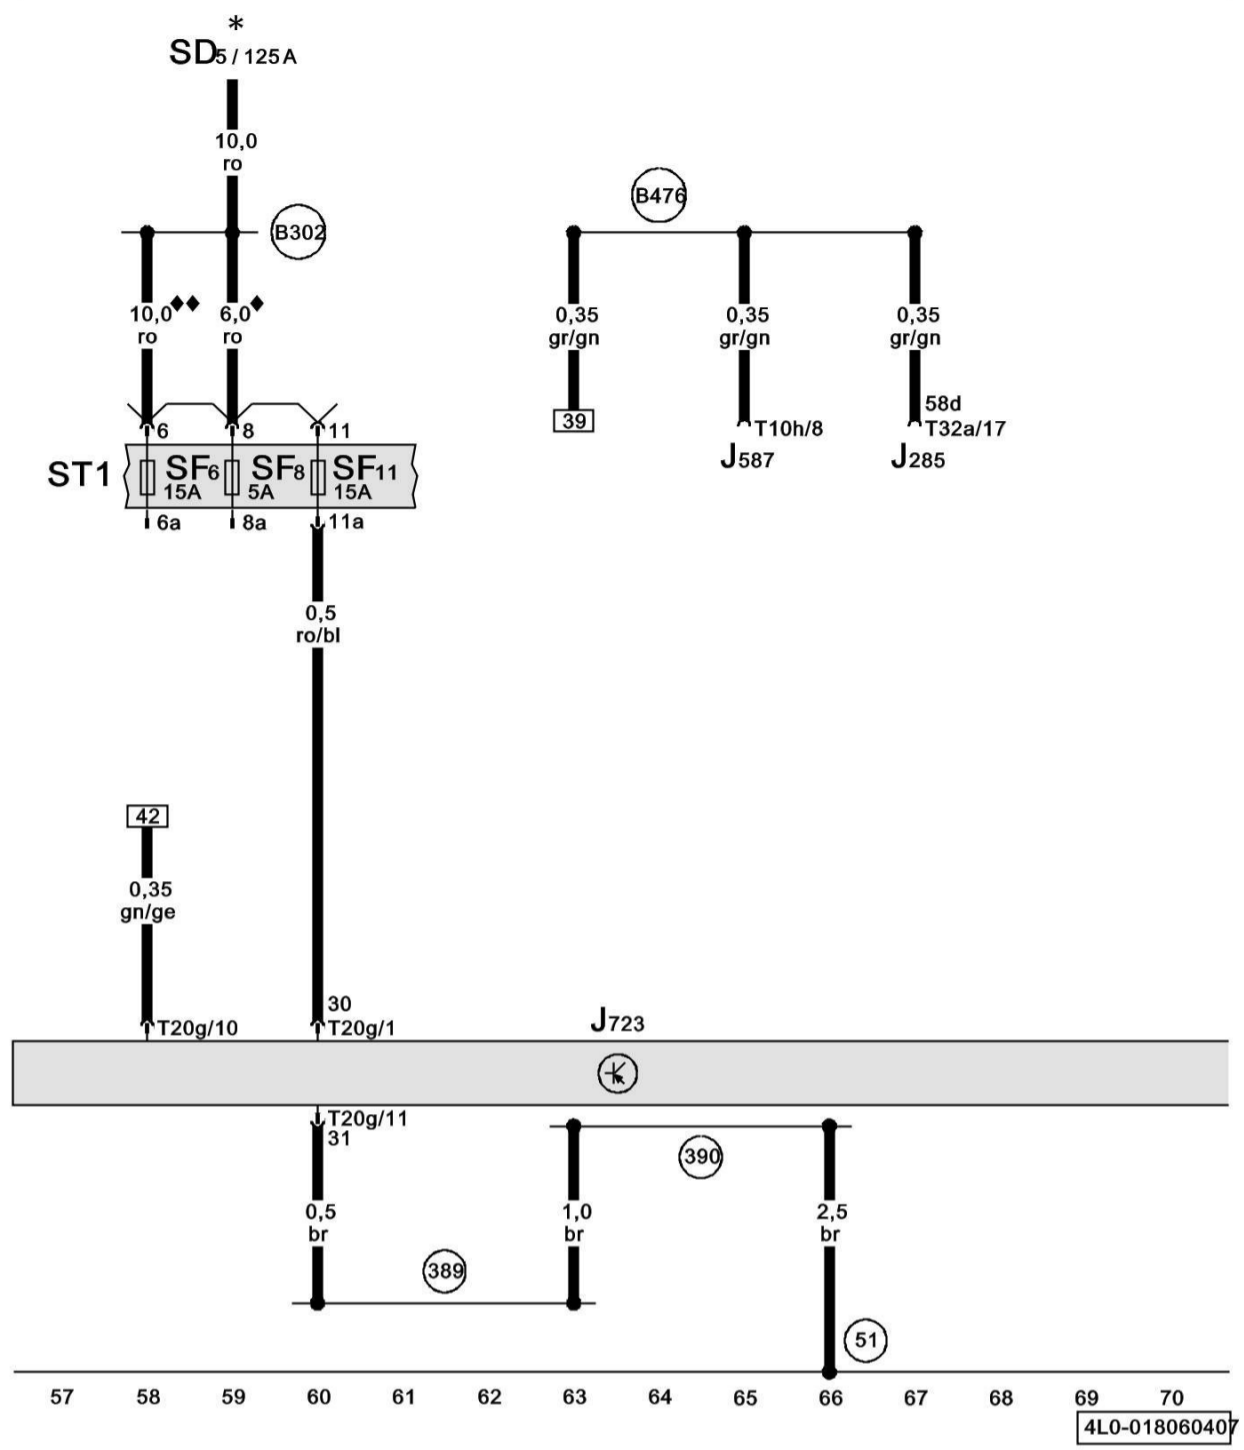 *
SD5 / 125A
10,0
ro
B476
B302
10,0♦♦ 6,0♦
ro ro
0,35 0,35 0,35
gr/gn gr/gn gr/gn
39
58d
T10h/8 T32a/17
J587 J285
6 8 11
ST1 SF6 SF8 SF11
15A 5A 15A
6a 8a 11a
0,5
ro/bl
42
0,35
gn/ge
30
T20g/10 T20g/1 J723
T20g/11
31
390
0,5 1,0 2,5
br br br
389
51
57 58 59 60 61 62 63 64 65 66 67 68 69 70
4L0-018060407